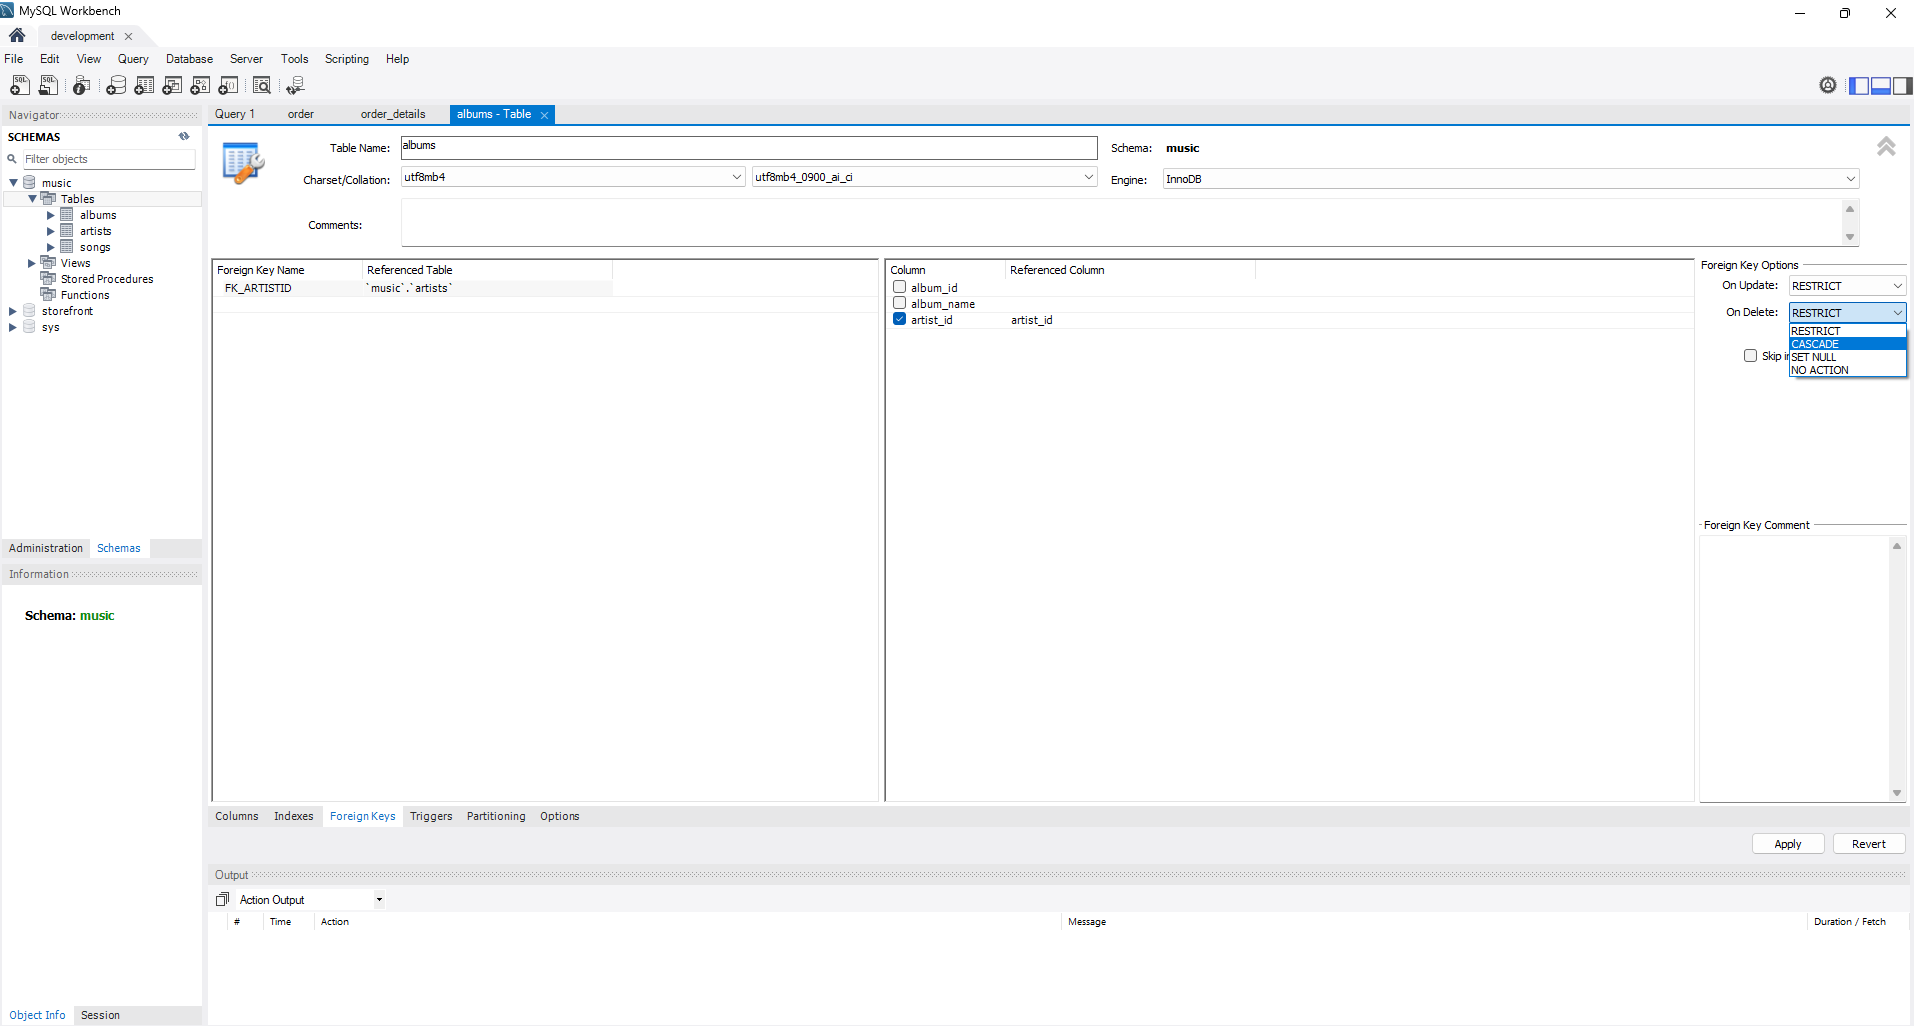 MySQL Workbench
development
File Edit View Query Database Server Tools Scripting Help
Navigator
SCHEMAS
Filter objects
music
Tables
albums
artists
songs
Views
Stored Procedures
Functions
storefront
sys
Administration Schemas
Information
Schema: music
Object Info Session
Query 1 order order_details albums - Table
Table Name: albums Schema: music
Charset/Collation: utf8mb4 utf8mb4_0900_ai_ci Engine: InnoDB
Comments:
Foreign Key Name Referenced Table
FK_ARTISTID `music`.`artists`
Column Referenced Column
album_id
album_name
artist_id artist_id
Foreign Key Options
On Update: RESTRICT
On Delete: RESTRICT
RESTRICT
CASCADE
SET NULL
NO ACTION
Skip
Foreign Key Comment
Columns Indexes Foreign Keys Triggers Partitioning Options
Apply Revert
Output
Action Output
# Time Action Message Duration / Fetch